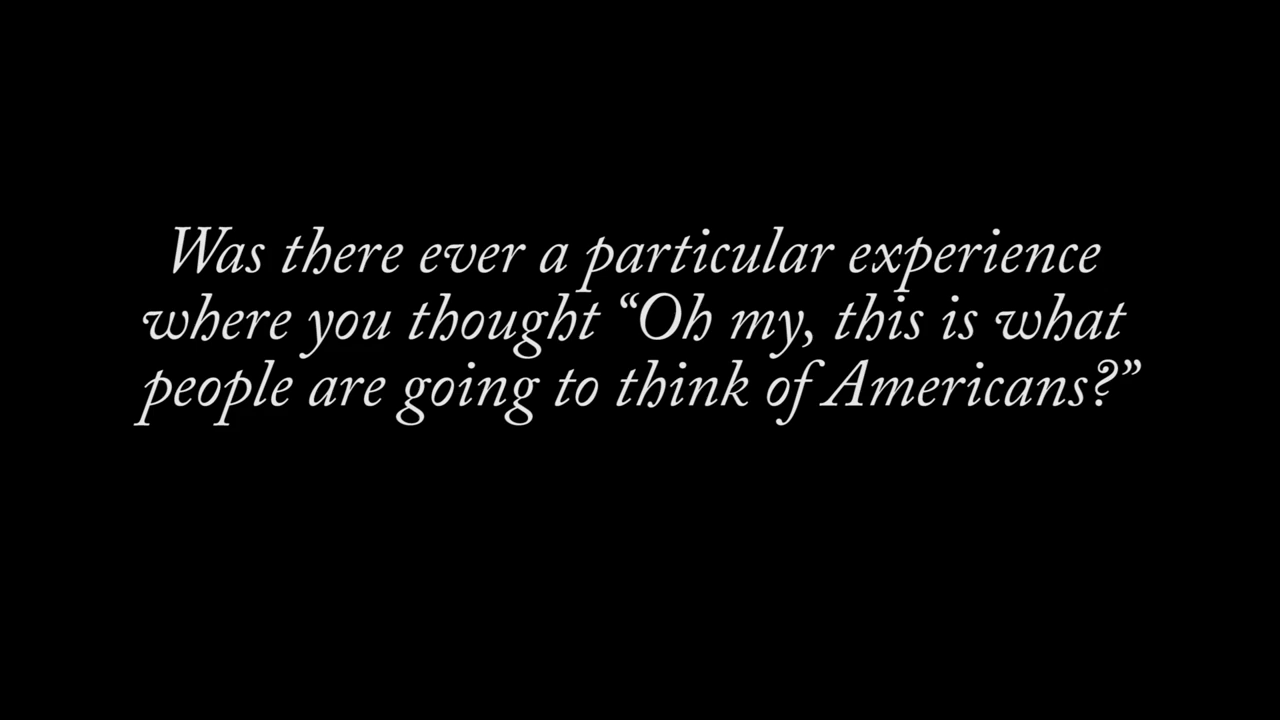 Was there ever a particular experience
where you thought “Oh my, this is what
people are going to think of Americans?”